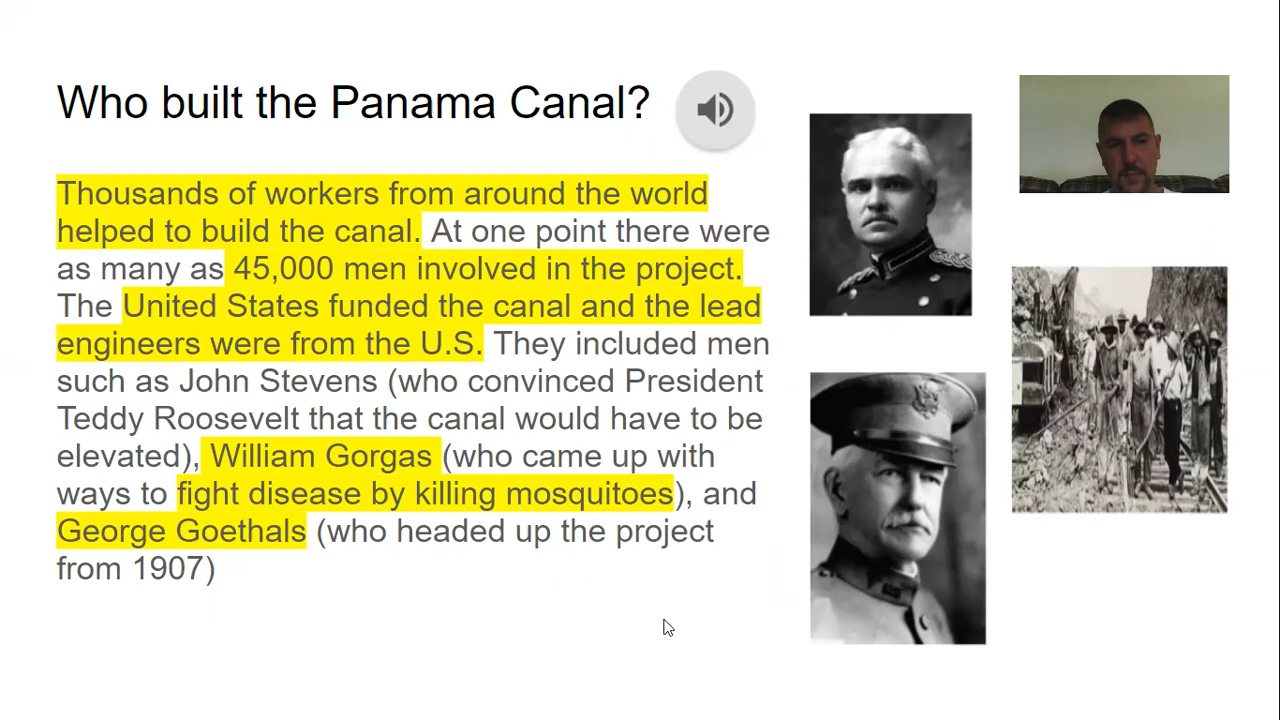 Who built the Panama Canal?
Thousands of workers from around the world
helped to build the canal. At one point there were
as many as 45,000 men involved in the project.
The United States funded the canal and the lead
engineers were from the U.S. They included men
such as John Stevens (who convinced President
Teddy Roosevelt that the canal would have to be
elevated), William Gorgas (who came up with
ways to fight disease by killing mosquitoes), and
George Goethals (who headed up the project
from 1907)